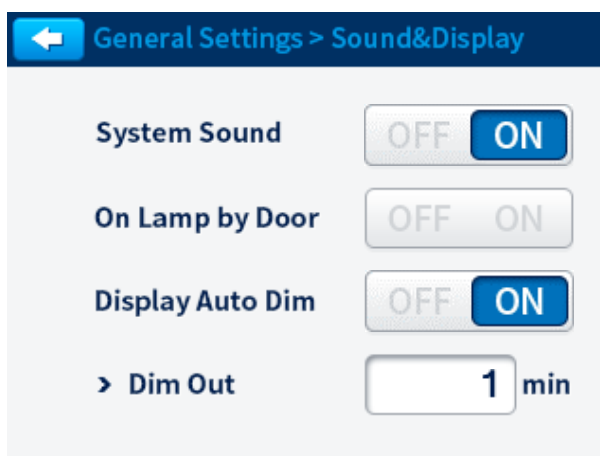 General Settings > Sound&Display
System Sound OFF ON
On Lamp by Door OFF ON
Display Auto Dim OFF ON
> Dim Out 1 min